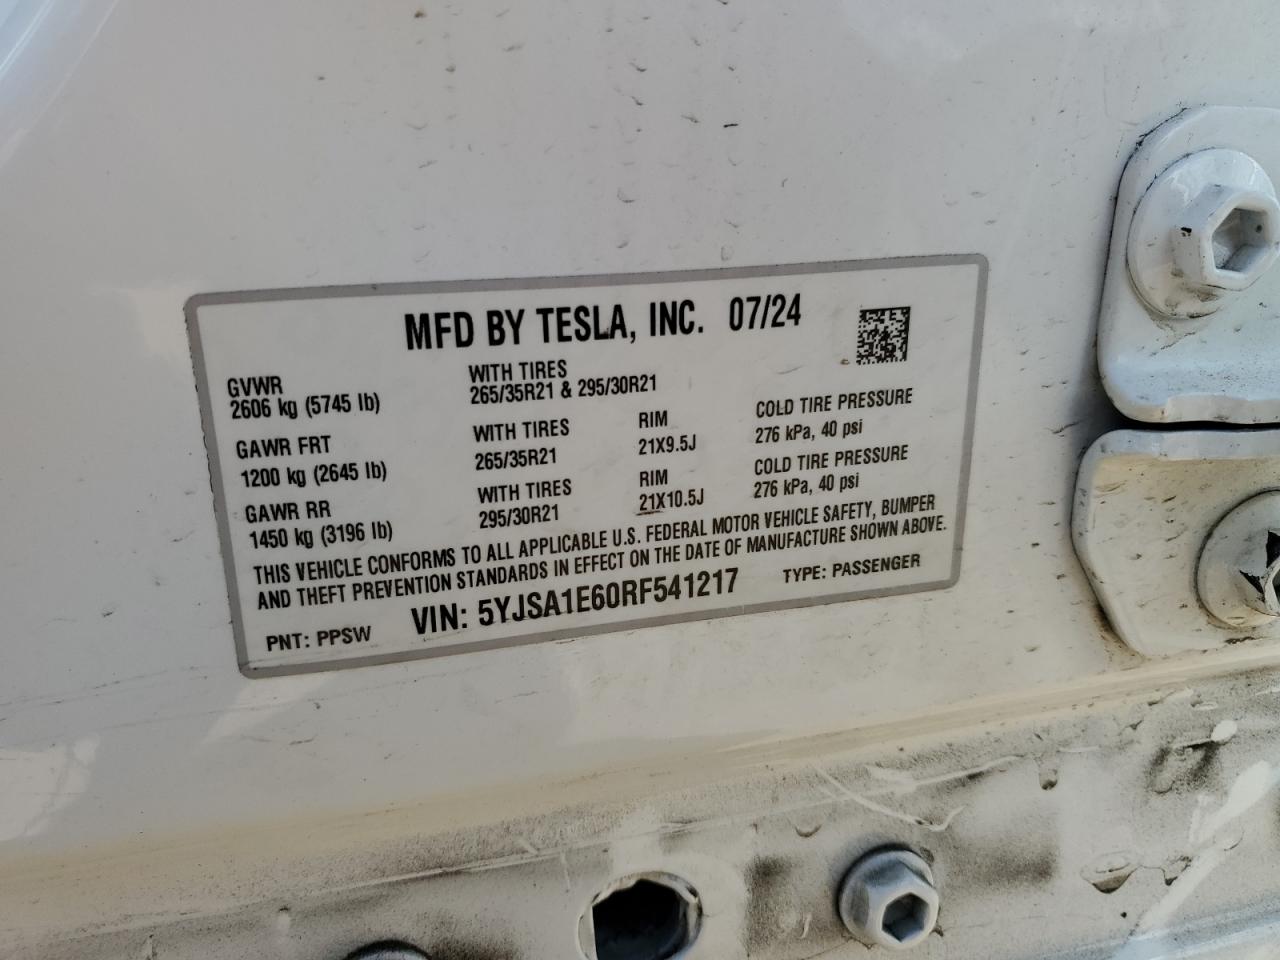 MFD BY TESLA, INC. 07/24
GVWR WITH TIRES
2606 kg (5745 lb) 265/35R21 & 295/30R21
GAWR FRT WITH TIRES RIM COLD TIRE PRESSURE
1200 kg (2645 lb) 265/35R21 21X9.5J 276 kPa, 40 psi
GAWR RR WITH TIRES RIM COLD TIRE PRESSURE
1450 kg (3196 lb) 295/30R21 21X10.5J 276 kPa, 40 psi
THIS VEHICLE CONFORMS TO ALL APPLICABLE U.S. FEDERAL MOTOR VEHICLE SAFETY, BUMPER
AND THEFT PREVENTION STANDARDS IN EFFECT ON THE DATE OF MANUFACTURE SHOWN ABOVE.
PNT: PPSW VIN: 5YJSA1E60RF541217 TYPE: PASSENGER